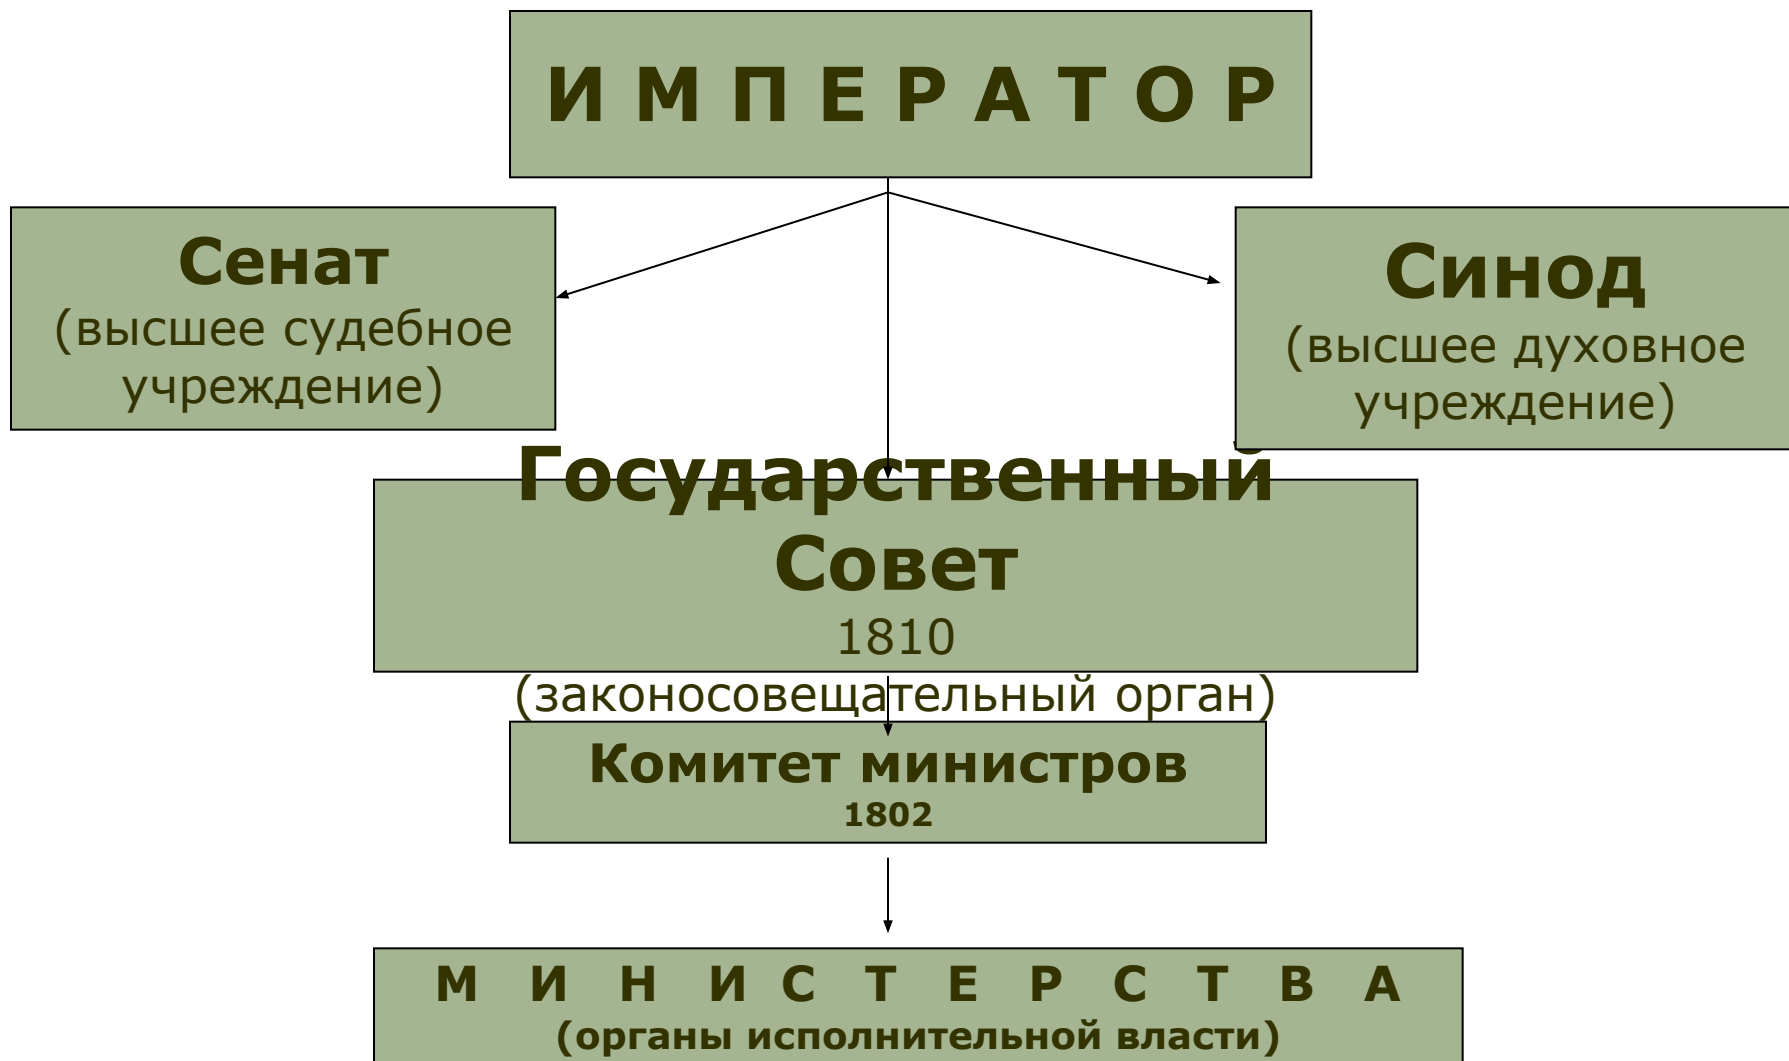 И М П Е Р А Т О Р
Сенат
(высшее судебное
учреждение)
Синод
(высшее духовное
учреждение)
Государственный
Совет
1810
(законосовещательный орган)
Комитет министров
1802
М И Н И С Т Е Р С Т В А
(органы исполнительной власти)